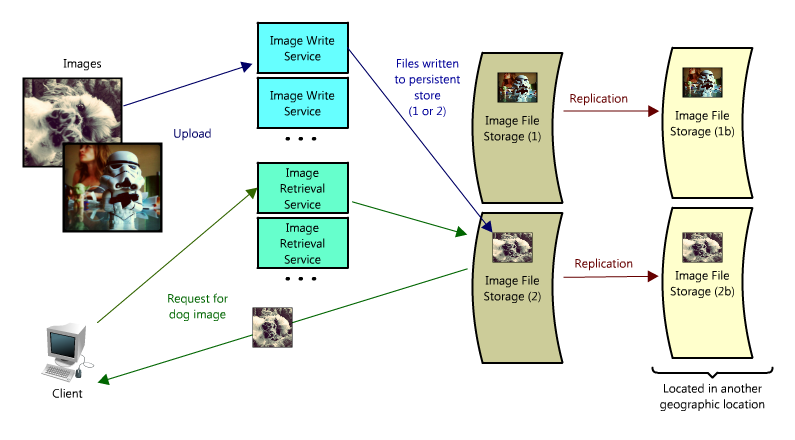 Images
Upload
Image Write
Service
Image Write
Service
...
Files written
to persistent
store
(1 or 2)
Image File
Storage (1)
Replication
Image File
Storage (1b)
Image
Retrieval
Service
Image
Retrieval
Service
...
Request for
dog image
Client
Image File
Storage (2)
Replication
Image File
Storage (2b)
Located in another
geographic location